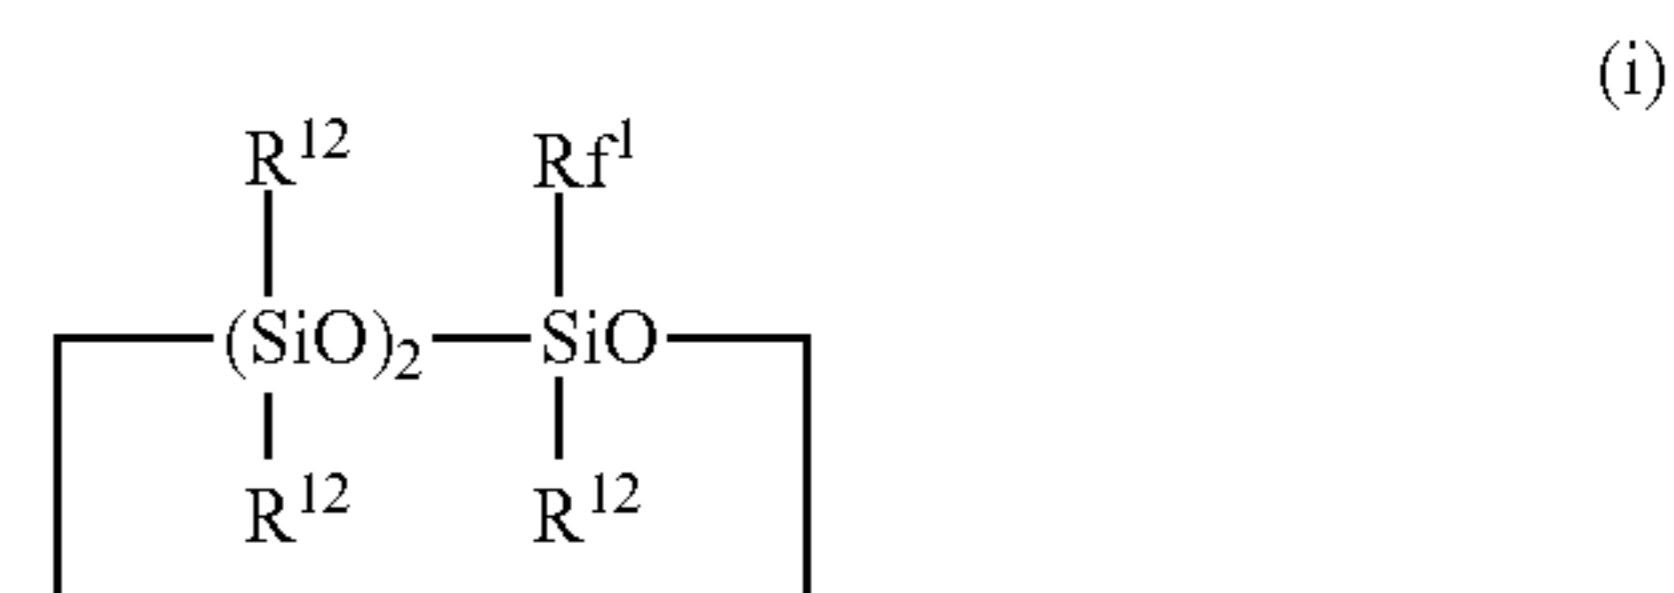 (i)
R¹² Rf¹
(SiO)₂ SiO
R¹² R¹²